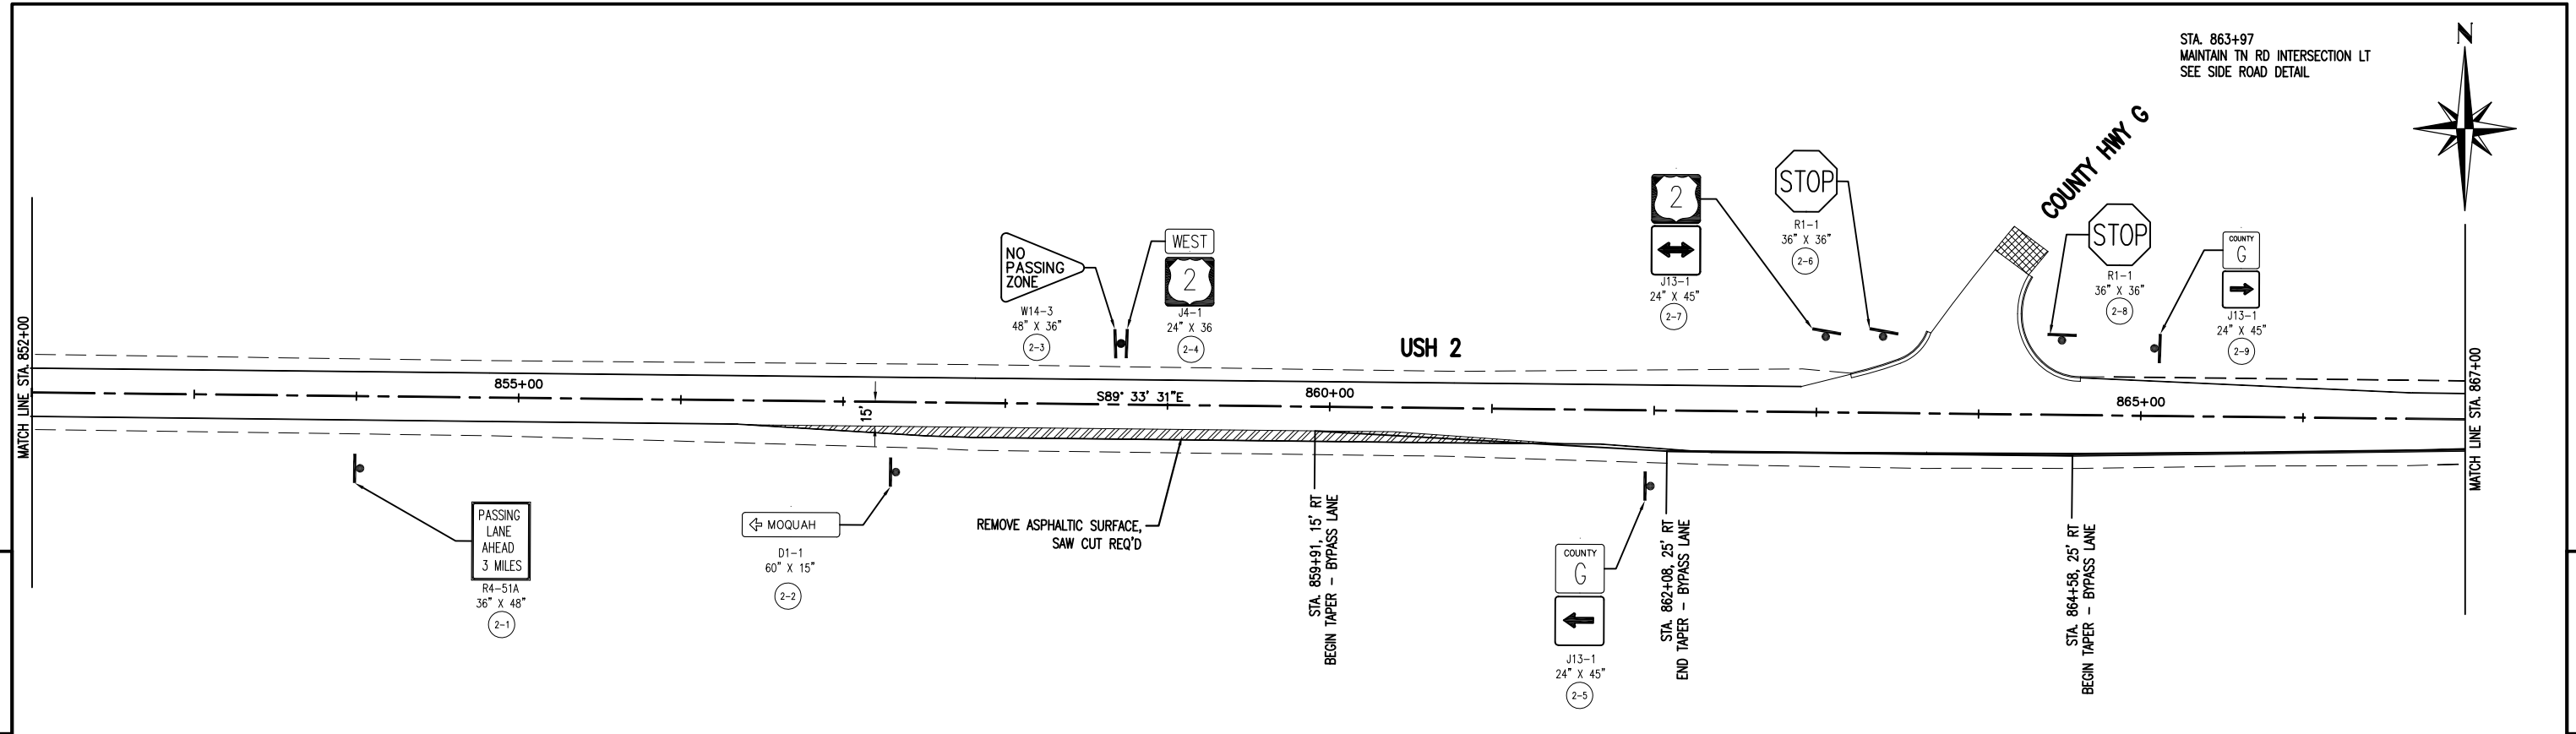 STA. 863+97
MAINTAIN TN RD INTERSECTION LT
SEE SIDE ROAD DETAIL
N
COUNTY HWY G
MATCH LINE STA. 852+00
NO
PASSING
ZONE
W14-3
48" X 36"
2-3
WEST
2
J4-1
24" X 36
2-4
USH 2
2
J13-1
24" X 45"
2-7
STOP
R1-1
36" X 36"
2-6
STOP
R1-1
36" X 36"
2-8
COUNTY
G
J13-1
24" X 45"
2-9
MATCH LINE STA. 867+00
855+00
15'
S89° 33' 31"E
860+00
865+00
PASSING
LANE
AHEAD
3 MILES
R4-51A
36" X 48"
2-1
MOQUAH
D1-1
60" X 15"
2-2
REMOVE ASPHALTIC SURFACE,
SAW CUT REQ'D
STA. 859+91, 15' RT
BEGIN TAPER - BYPASS LANE
COUNTY
G
J13-1
24" X 45"
2-5
STA. 862+08, 25' RT
END TAPER - BYPASS LANE
STA. 864+58, 25' RT
BEGIN TAPER - BYPASS LANE